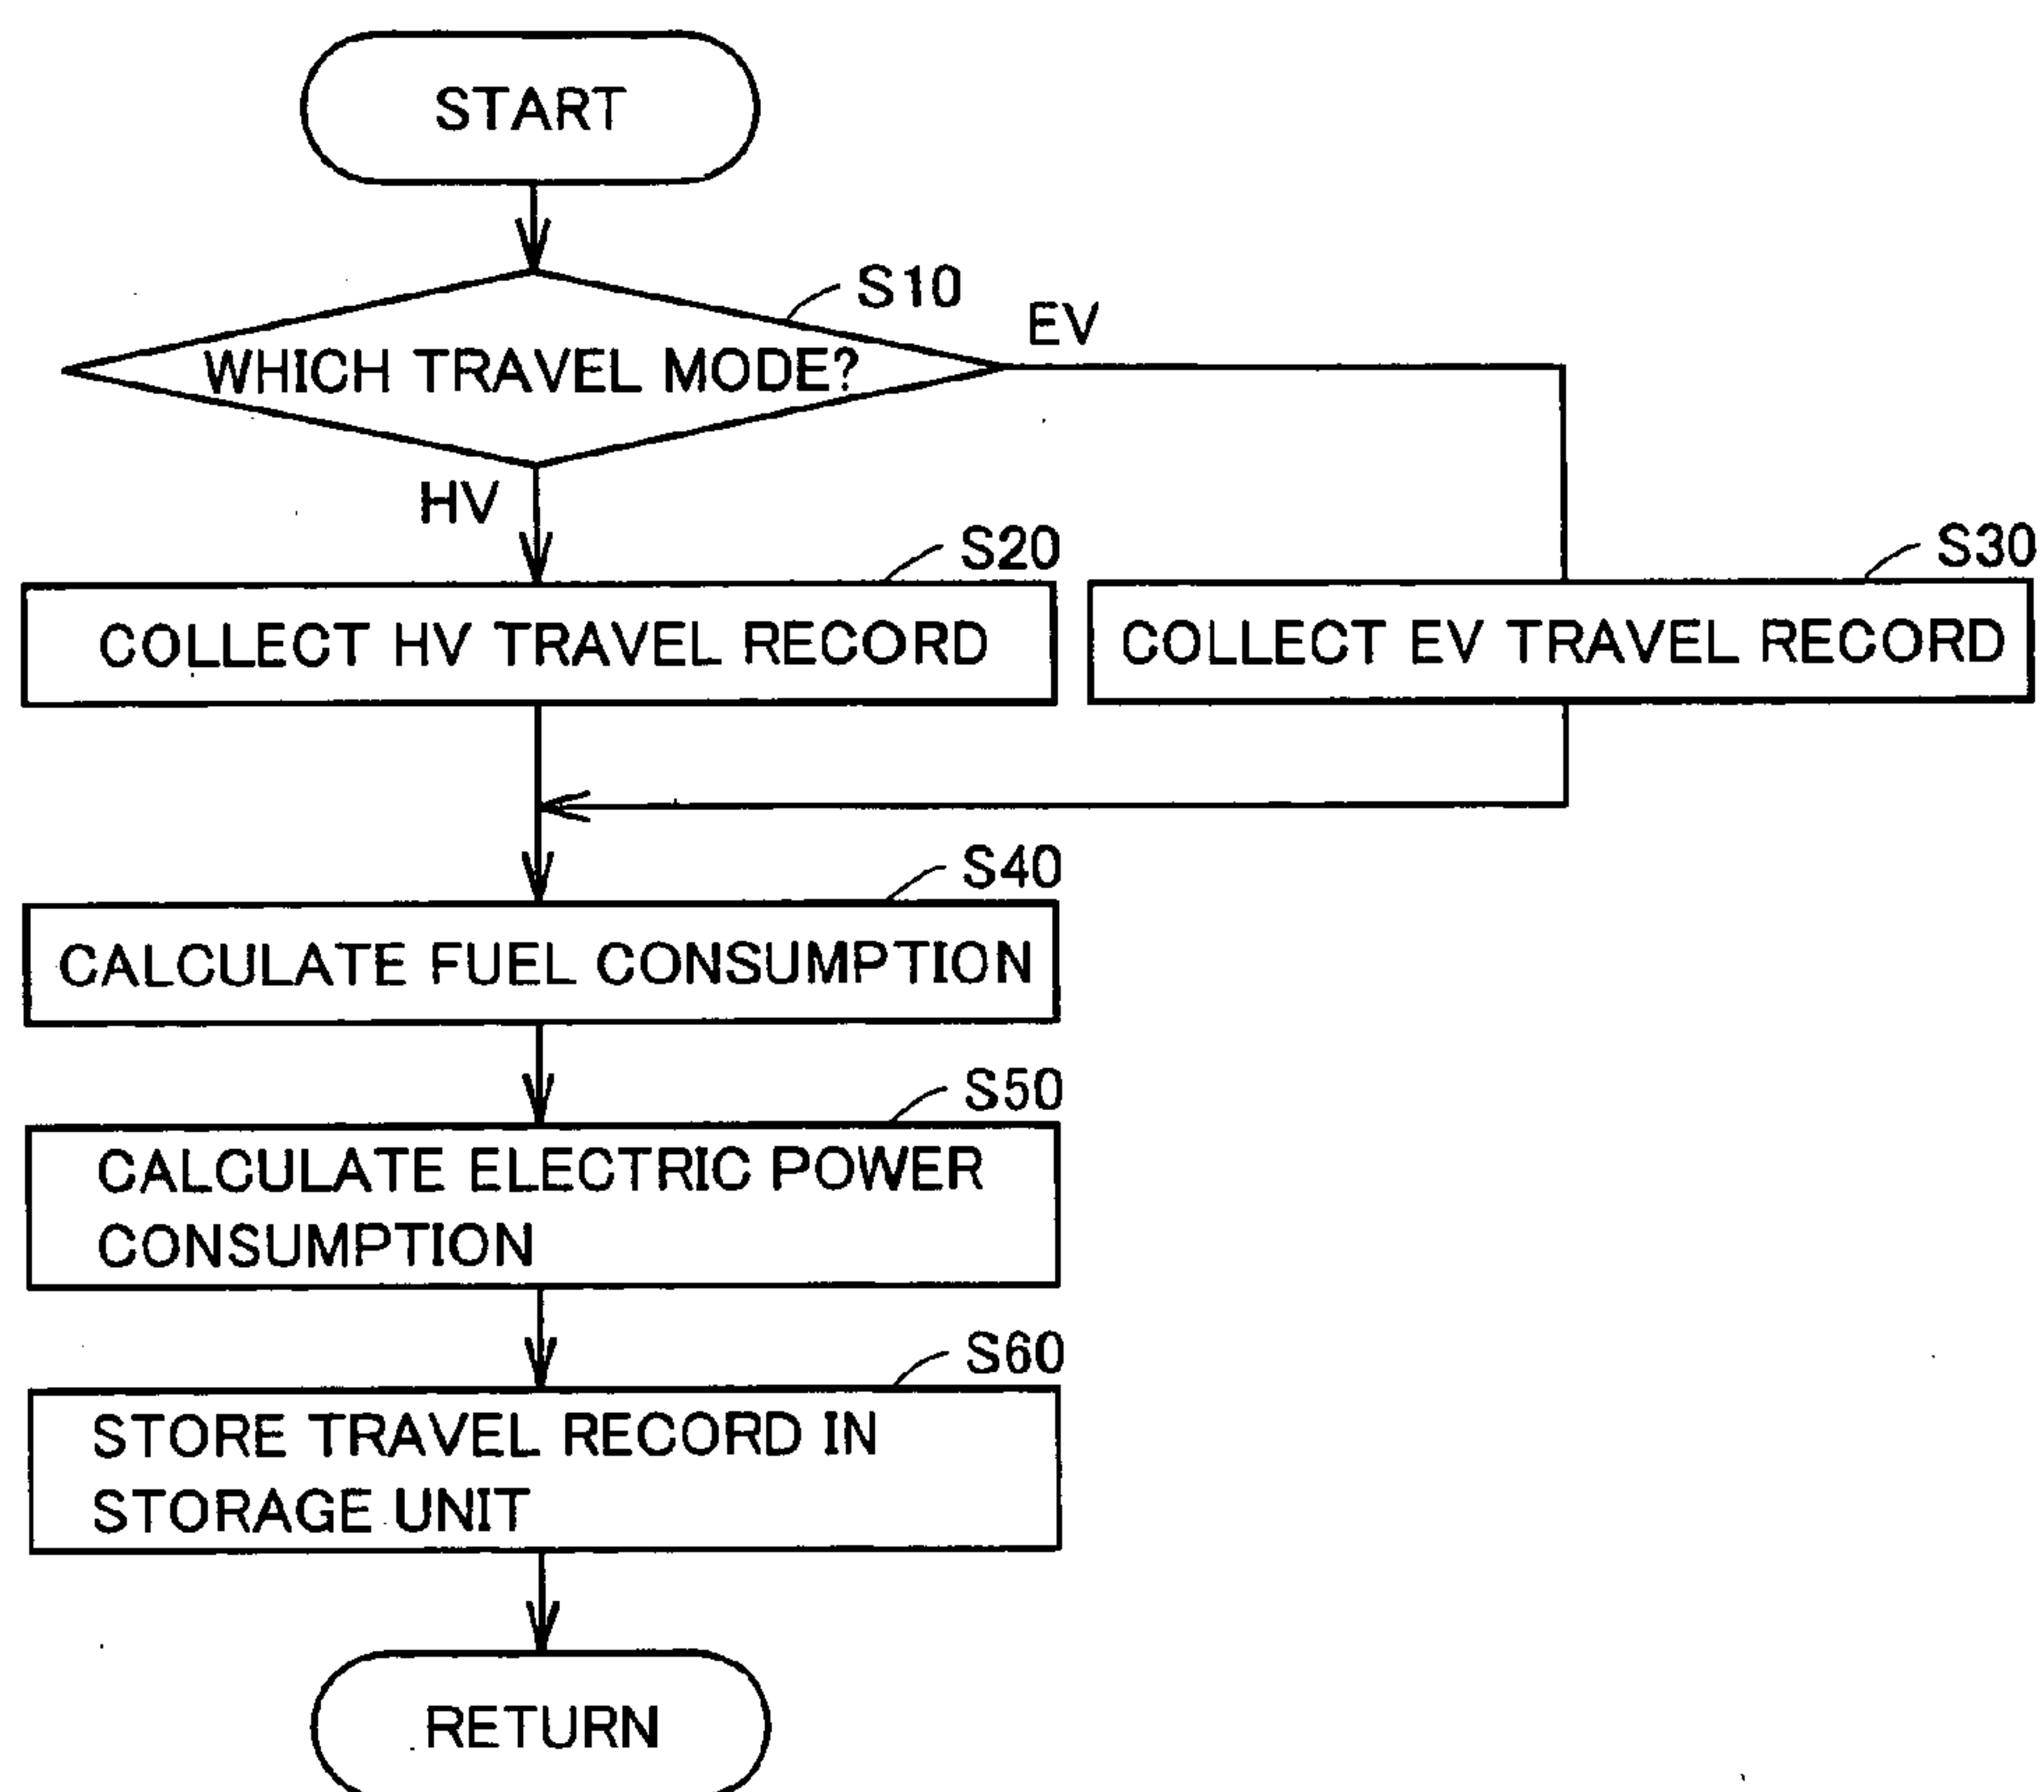 START
S10
EV
WHICH TRAVEL MODE?
HV
S20
S30
COLLECT HV TRAVEL RECORD
COLLECT EV TRAVEL RECORD
S40
CALCULATE FUEL CONSUMPTION
S50
CALCULATE ELECTRIC POWER
CONSUMPTION
S60
STORE TRAVEL RECORD IN
STORAGE UNIT
RETURN